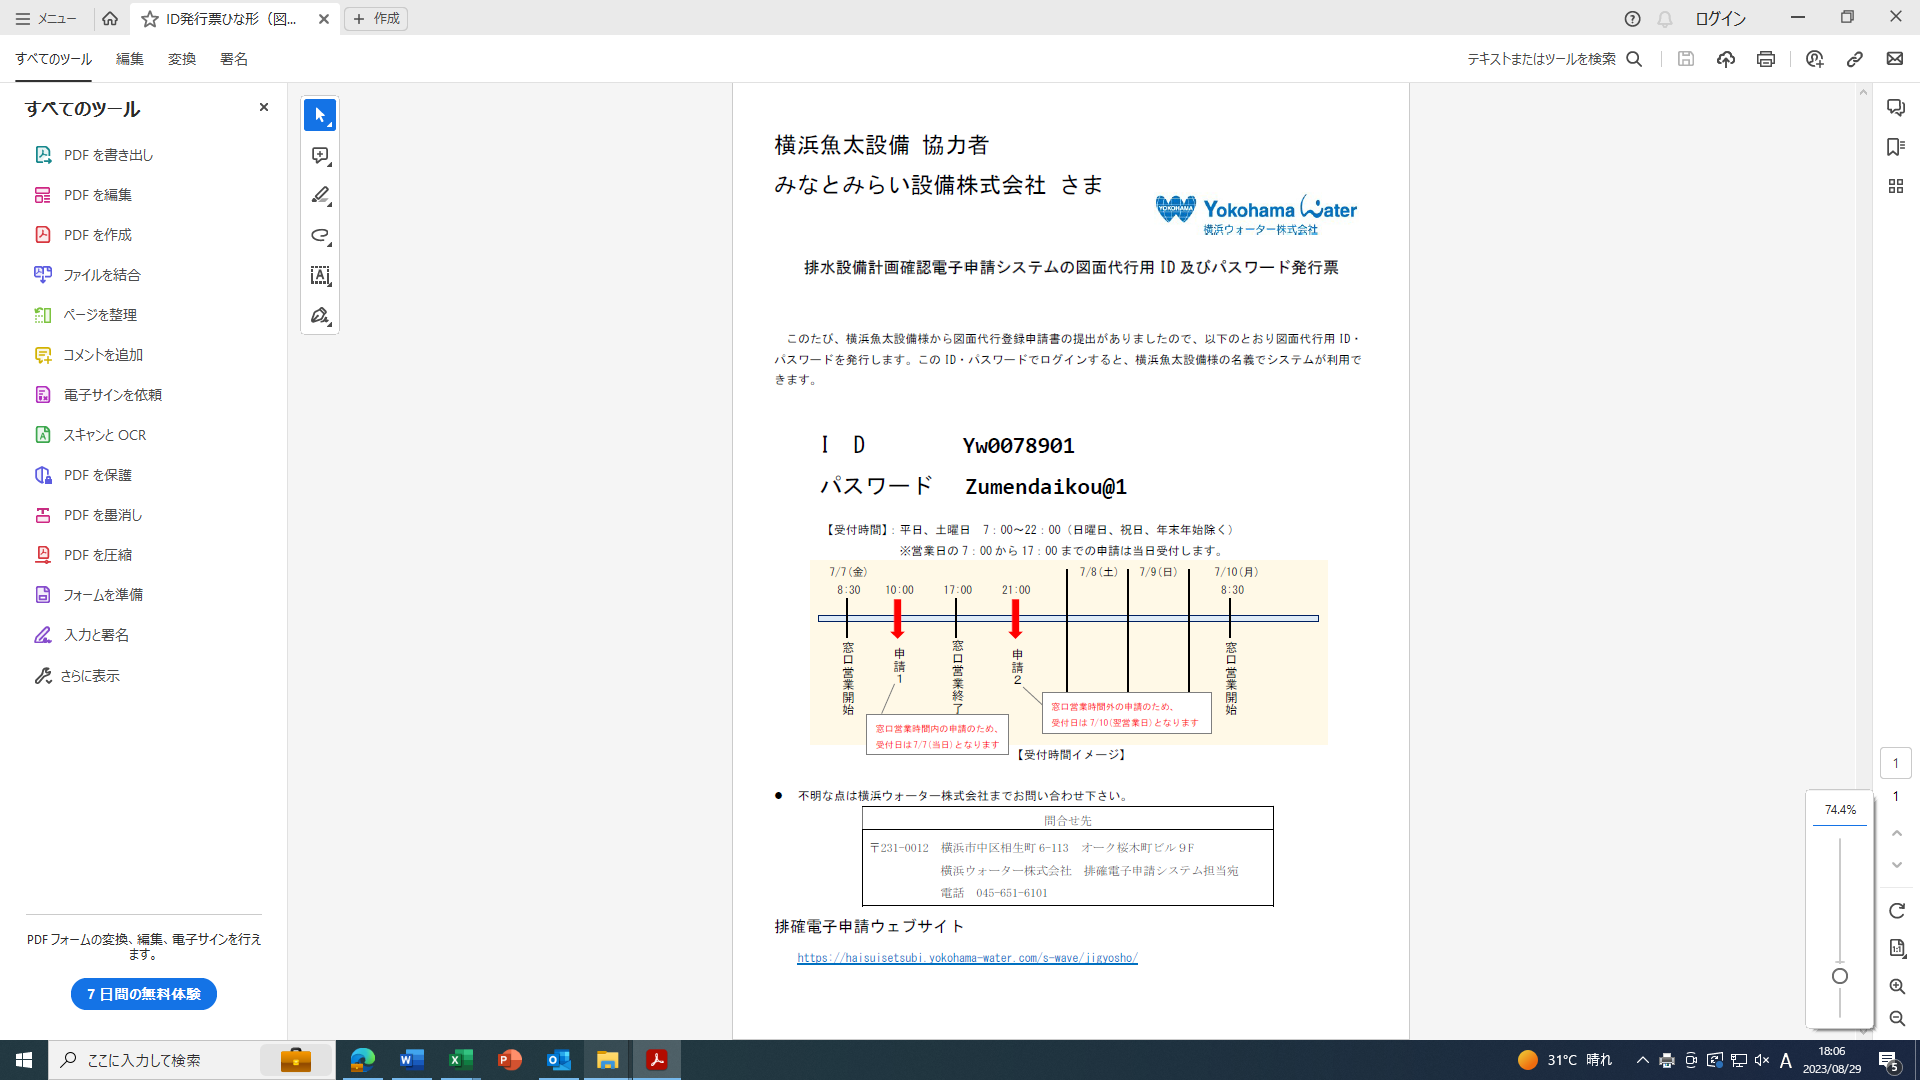 メニュー
ID発行票ひな形（図...
作成
ログイン
すべてのツール
編集
変換
署名
テキストまたはツールを検索
すべてのツール
PDF を書き出し
PDF を編集
PDF を作成
ファイルを結合
ページを整理
コメントを追加
電子サインを依頼
スキャンと OCR
PDF を保護
PDF を墨消し
PDF を圧縮
フォームを準備
入力と署名
さらに表示
PDF フォームの変換、編集、電子サインを行え
ます。
7 日間の無料体験
横浜魚太設備 協力者
みなとみらい設備株式会社 さま
YOKOHAMA
Yokohama Water
横浜ウォーター株式会社
排水設備計画確認電子申請システムの図面代行用 ID 及びパスワード発行票
このたび、横浜魚太設備様から図面代行登録申請書の提出がありましたので、以下のとおり図面代行用 ID・
パスワードを発行します。この ID・パスワードでログインすると、横浜魚太設備様の名義でシステムが利用で
きます。
Ｉ Ｄ Yw0078901
パスワード Zumendaikou@1
【受付時間】：平日、土曜日 7：00～22：00（日曜日、祝日、年末年始除く）
※営業日の 7：00 から 17：00 までの申請は当日受付します。
7/7(金) 7/8(土) 7/9(日) 7/10(月)
8:30 10:00 17:00 21:00 8:30
窓口営業開始
申請１
窓口営業終了
申請２
窓口営業開始
窓口営業時間外の申請のため、
受付日は 7/10(翌営業日)となります
窓口営業時間内の申請のため、
受付日は 7/7(当日)となります
【受付時間イメージ】
● 不明な点は横浜ウォーター株式会社までお問い合わせ下さい。
問合せ先
〒231-0012 横浜市中区相生町 6-113 オーク桜木町ビル９F
横浜ウォーター株式会社 排確電子申請システム担当宛
電話 045-651-6101
排確電子申請ウェブサイト
https://haisuisetsubi.yokohama-water.com/s-wave/jigyosho/
1
1
74.4%
1:1
ここに入力して検索
31°C 晴れ
A
18:06
2023/08/29
5